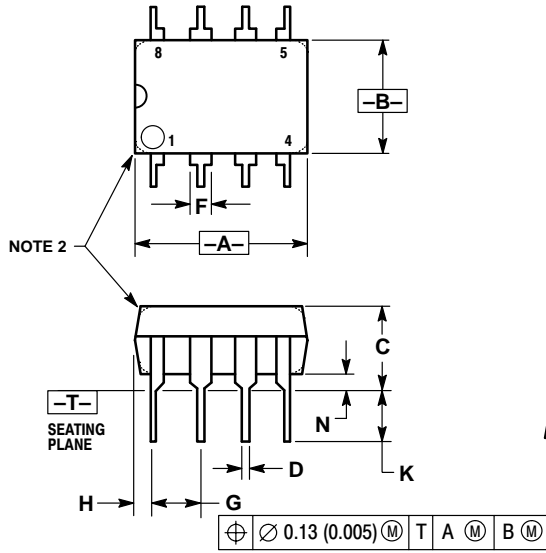 8 5
–B–
1 4
F
NOTE 2
–A–
C
N
–T–
SEATING
PLANE
D
K
H G
⌖ ∅ 0.13 (0.005) Ⓜ T A Ⓜ B Ⓜ